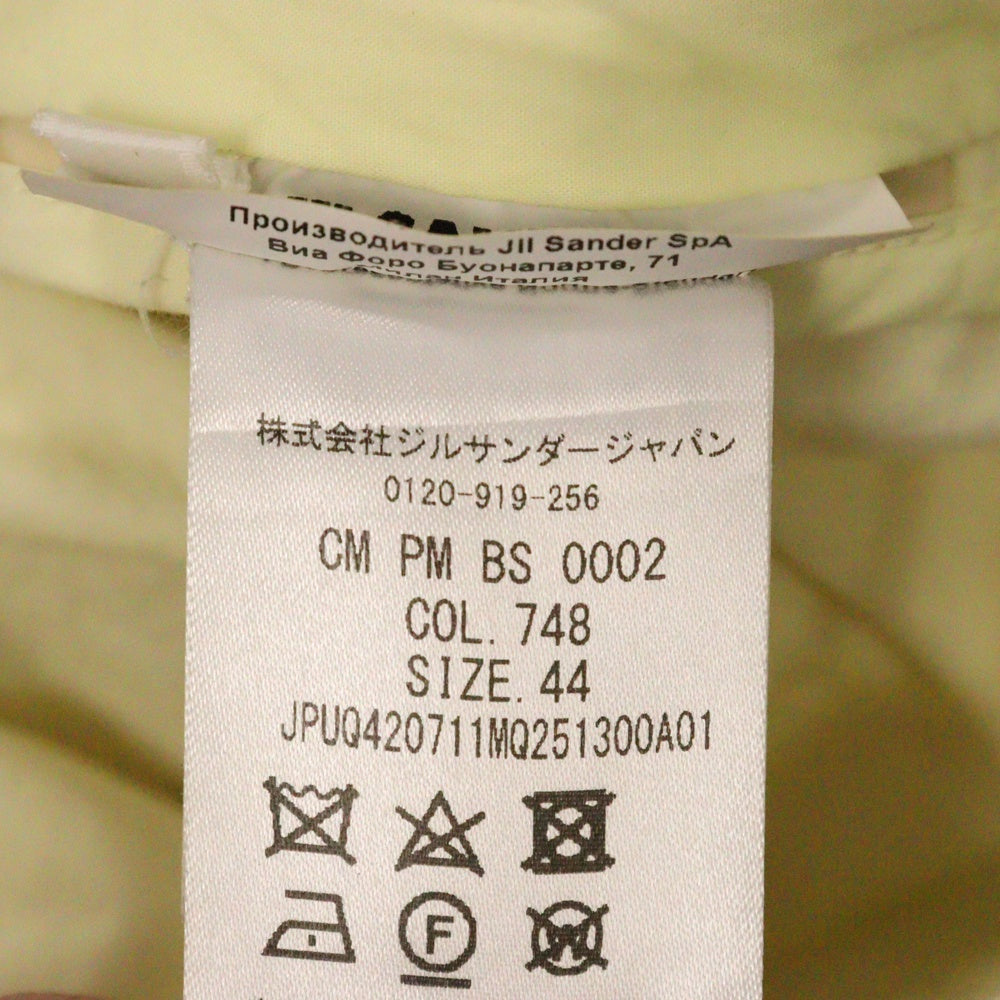 Производитель Jil Sander SpA
Виа Форо Буонапарте, 71
Италия
株式会社ジルサンダージャパン
0120-919-256
CM PM BS 0002
COL. 748
SIZE. 44
JPUQ420711MQ251300A01
F
W